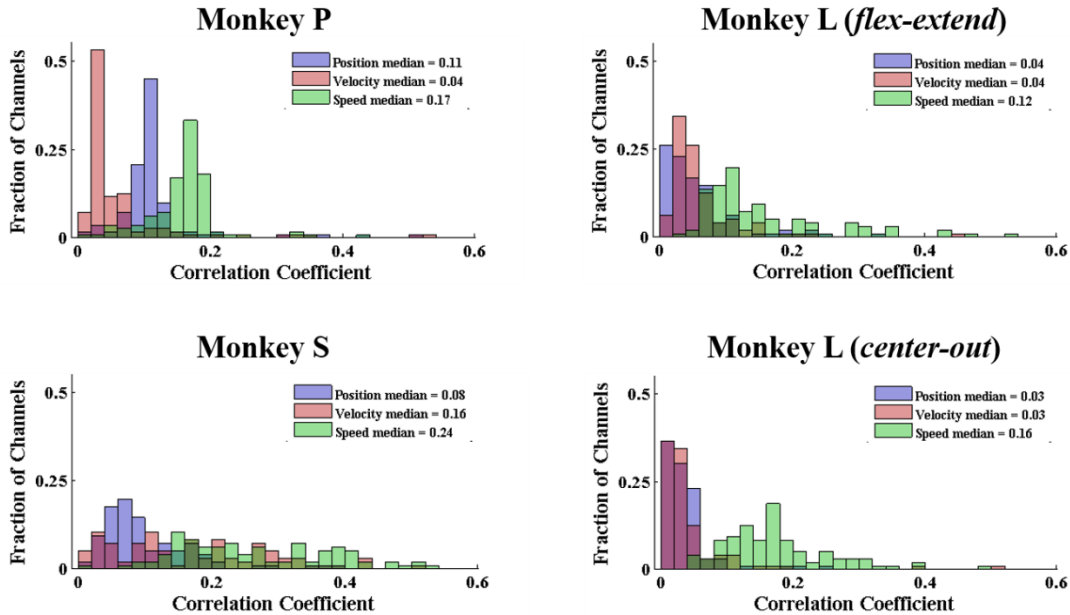 Monkey P
Fraction of Channels
0.5
0.25
0
Position median = 0.11
Velocity median = 0.04
Speed median = 0.17
0 0.2 0.4 0.6
Correlation Coefficient
Monkey L (flex-extend)
Fraction of Channels
0.5
0.25
0
Position median = 0.04
Velocity median = 0.04
Speed median = 0.12
0 0.2 0.4 0.6
Correlation Coefficient
Monkey S
Fraction of Channels
0.5
0.25
0
Position median = 0.08
Velocity median = 0.16
Speed median = 0.24
0 0.2 0.4 0.6
Correlation Coefficient
Monkey L (center-out)
Fraction of Channels
0.5
0.25
0
Position median = 0.03
Velocity median = 0.03
Speed median = 0.16
0 0.2 0.4 0.6
Correlation Coefficient